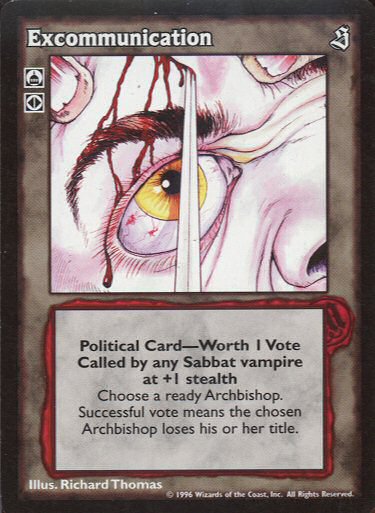 Excommunication
Political Card—Worth 1 Vote
Called by any Sabbat vampire
at +1 stealth
Choose a ready Archbishop.
Successful vote means the chosen
Archbishop loses his or her title.
Illus. Richard Thomas
© 1996 Wizards of the Coast, Inc. All Rights Reserved.